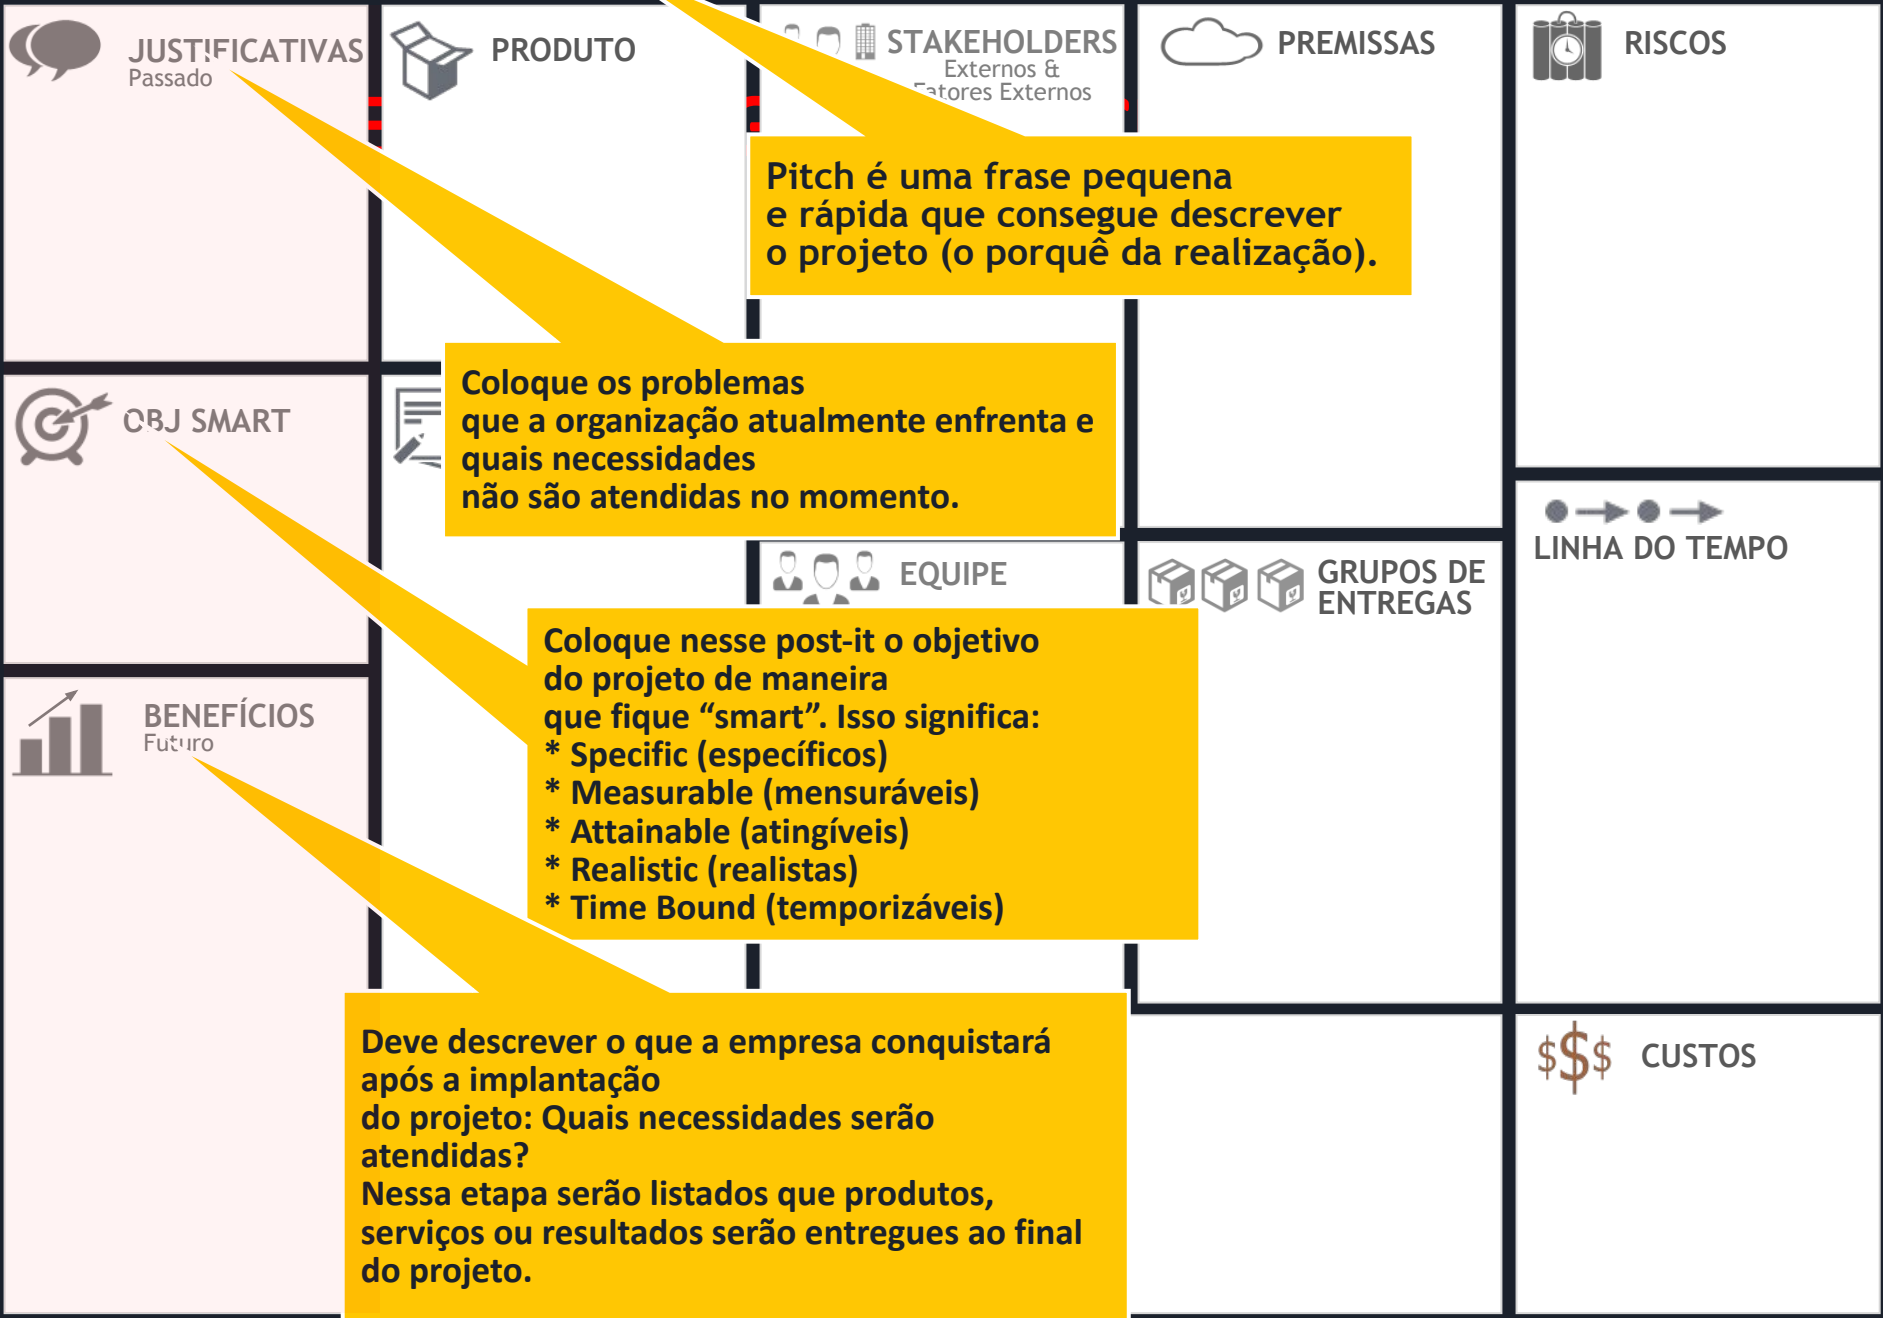 JUSTIFICATIVAS
Passado
PRODUTO
STAKEHOLDERS
Externos &
Fatores Externos
PREMISSAS
RISCOS
Pitch é uma frase pequena
e rápida que consegue descrever
o projeto (o porquê da realização).
Coloque os problemas
que a organização atualmente enfrenta e
quais necessidades
não são atendidas no momento.
OBJ SMART
LINHA DO TEMPO
EQUIPE
GRUPOS DE
ENTREGAS
Coloque nesse post-it o objetivo
do projeto de maneira
que fique “smart”. Isso significa:
* Specific (específicos)
* Measurable (mensuráveis)
* Attainable (atingíveis)
* Realistic (realistas)
* Time Bound (temporizáveis)
BENEFÍCIOS
Futuro
Deve descrever o que a empresa conquistará
após a implantação
do projeto: Quais necessidades serão
atendidas?
Nessa etapa serão listados que produtos,
serviços ou resultados serão entregues ao final
do projeto.
$$$ CUSTOS